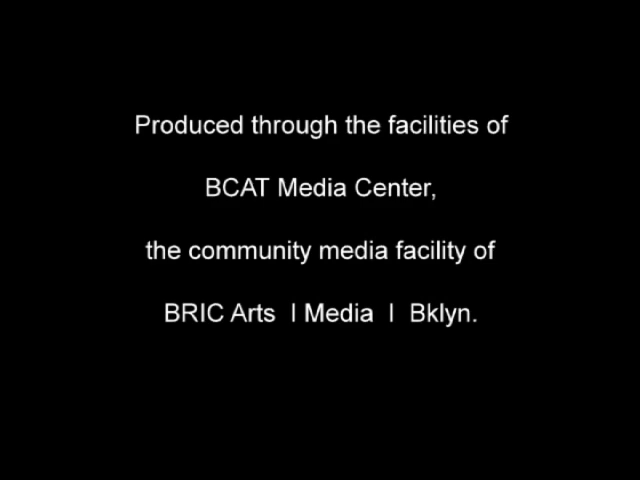 Produced through the facilities of
BCAT Media Center,
the community media facility of
BRIC Arts  I Media  I  Bklyn.